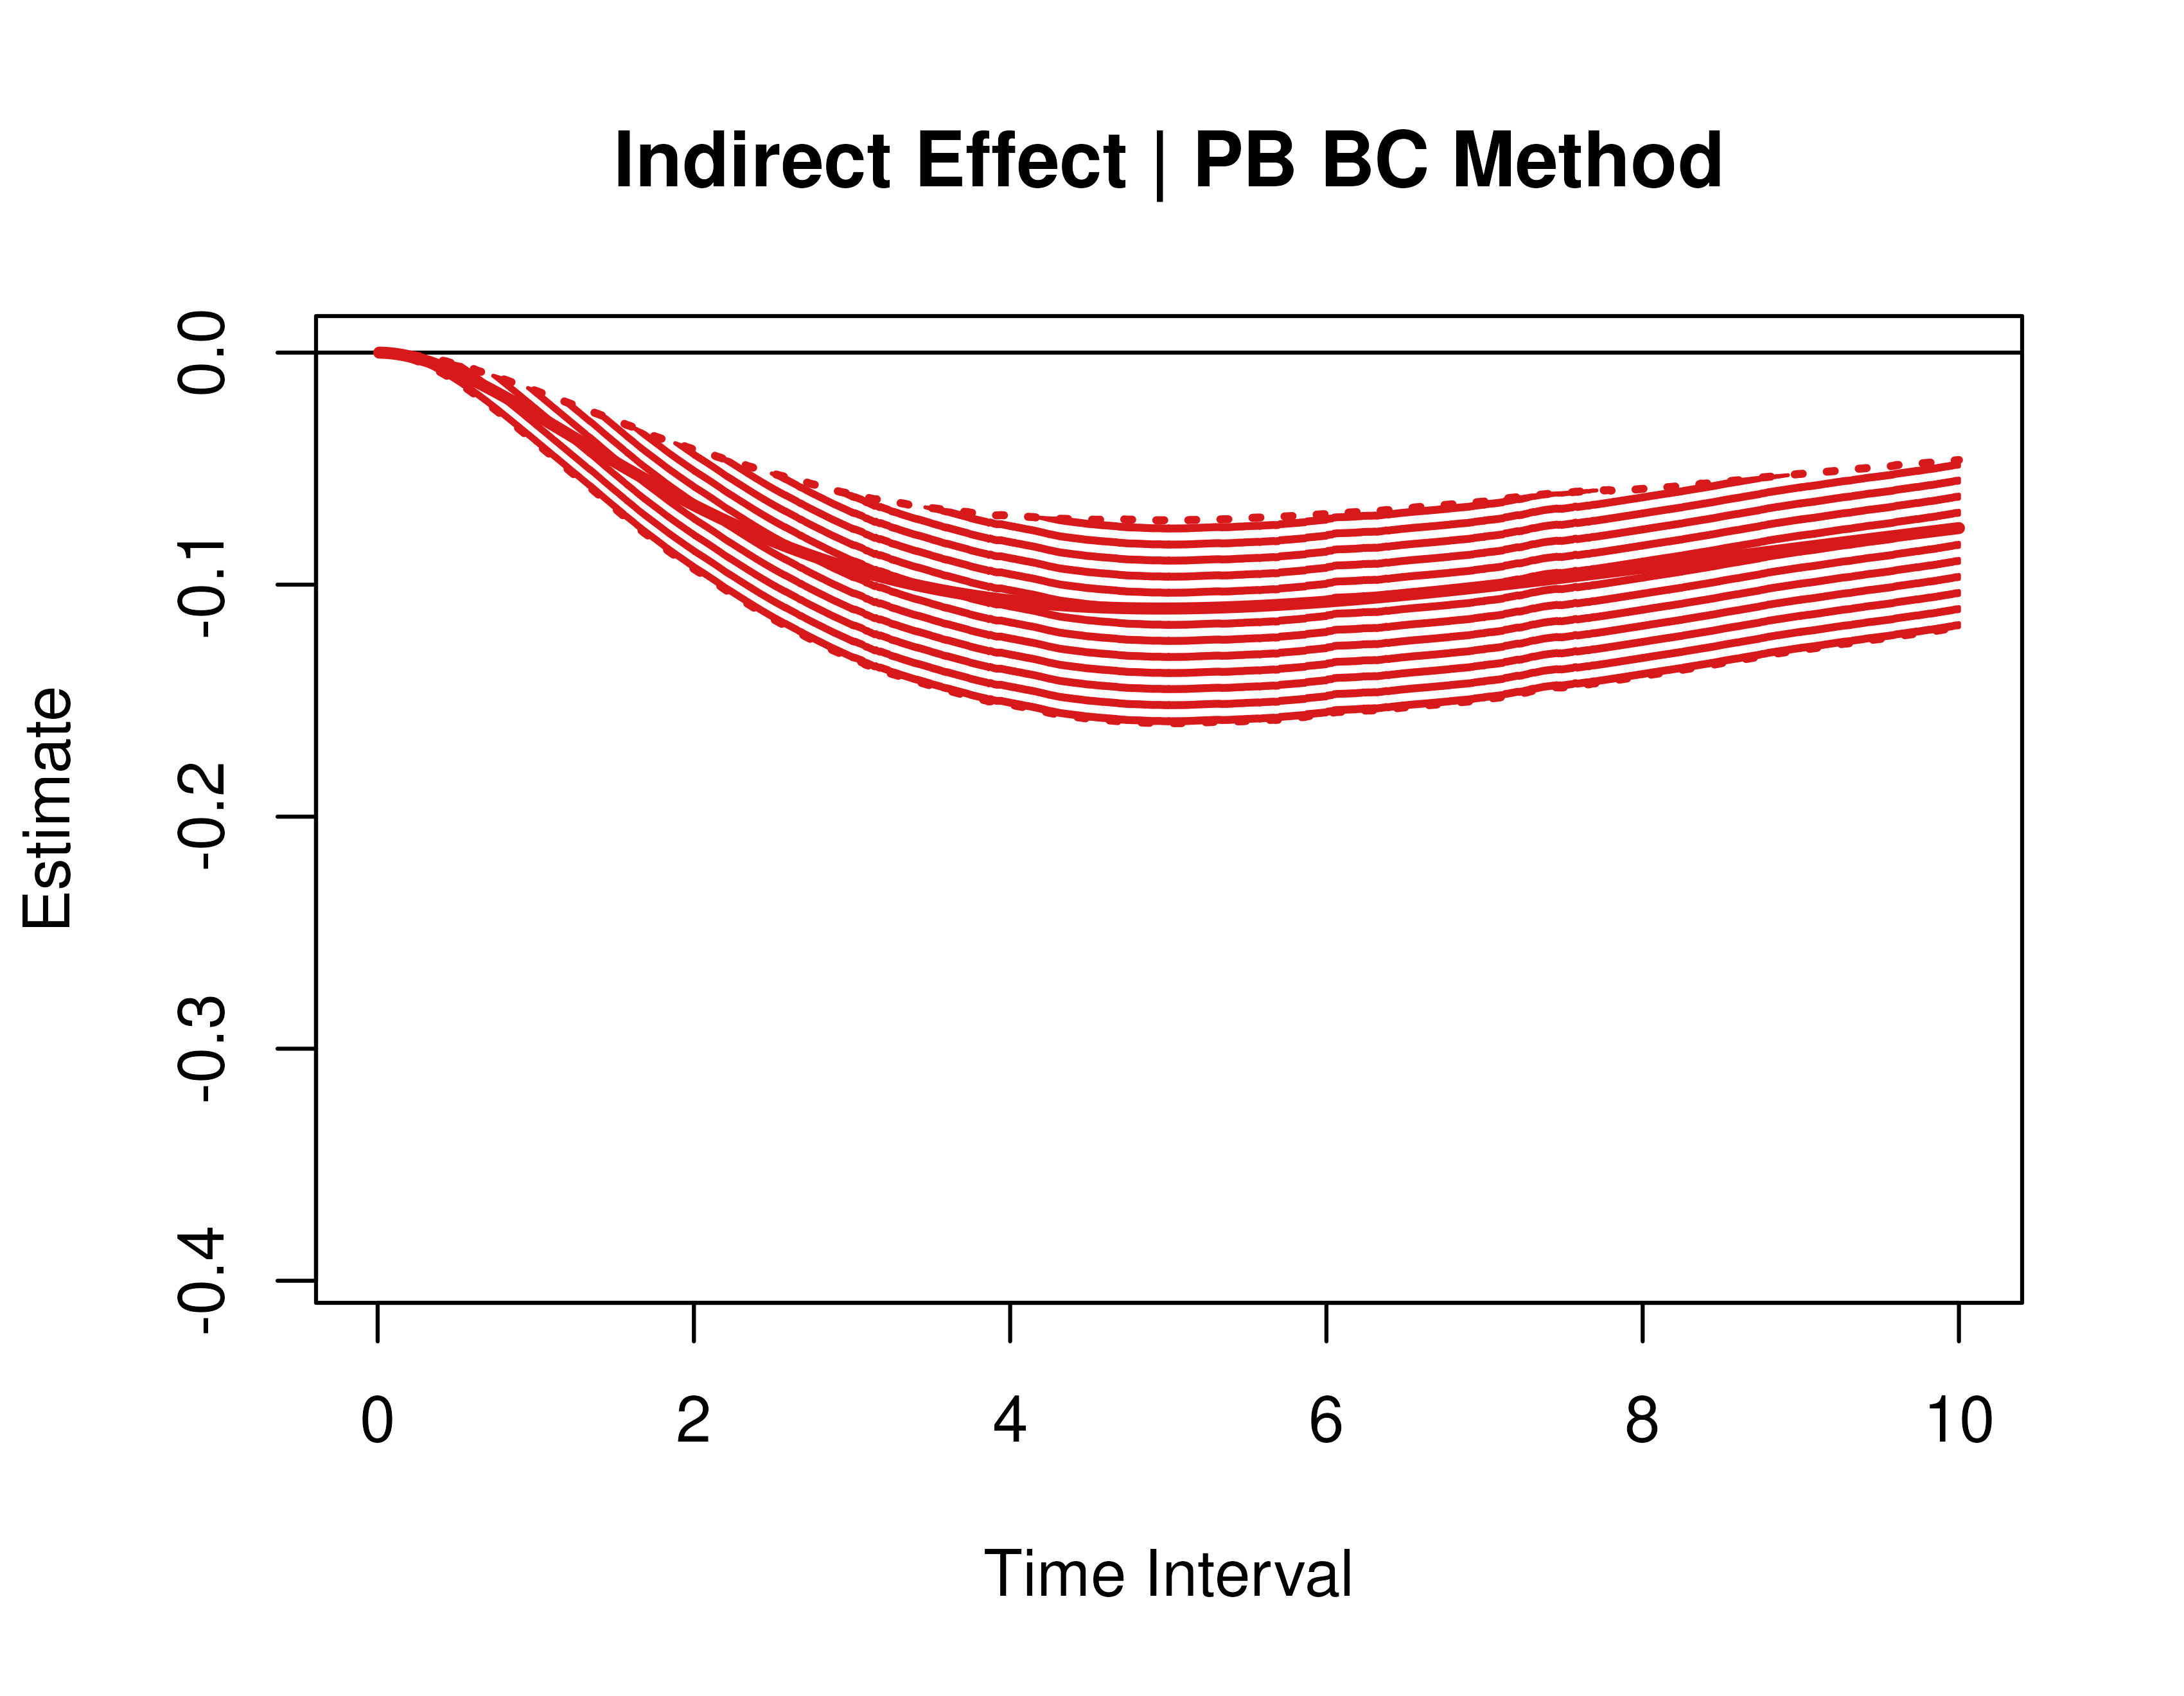 Indirect Effect | PB BC Method
Estimate
0.0
-0.1
-0.2
-0.3
-0.4
0 2 4 6 8 10
Time Interval